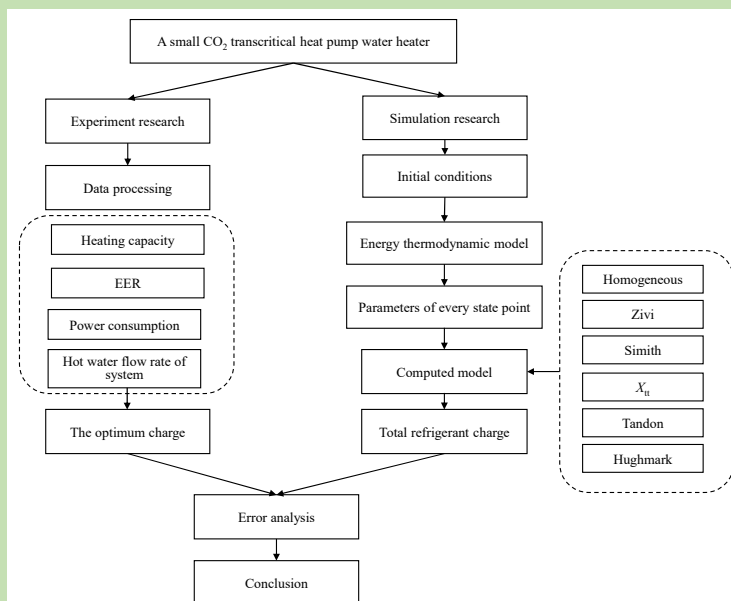 A small CO₂ transcritical heat pump water heater
Experiment research
Data processing
Heating capacity
EER
Power consumption
Hot water flow rate of
system
The optimum charge
Simulation research
Initial conditions
Energy thermodynamic model
Parameters of every state point
Computed model
Total refrigerant charge
Homogeneous
Zivi
Simith
Xtt
Tandon
Hughmark
Error analysis
Conclusion